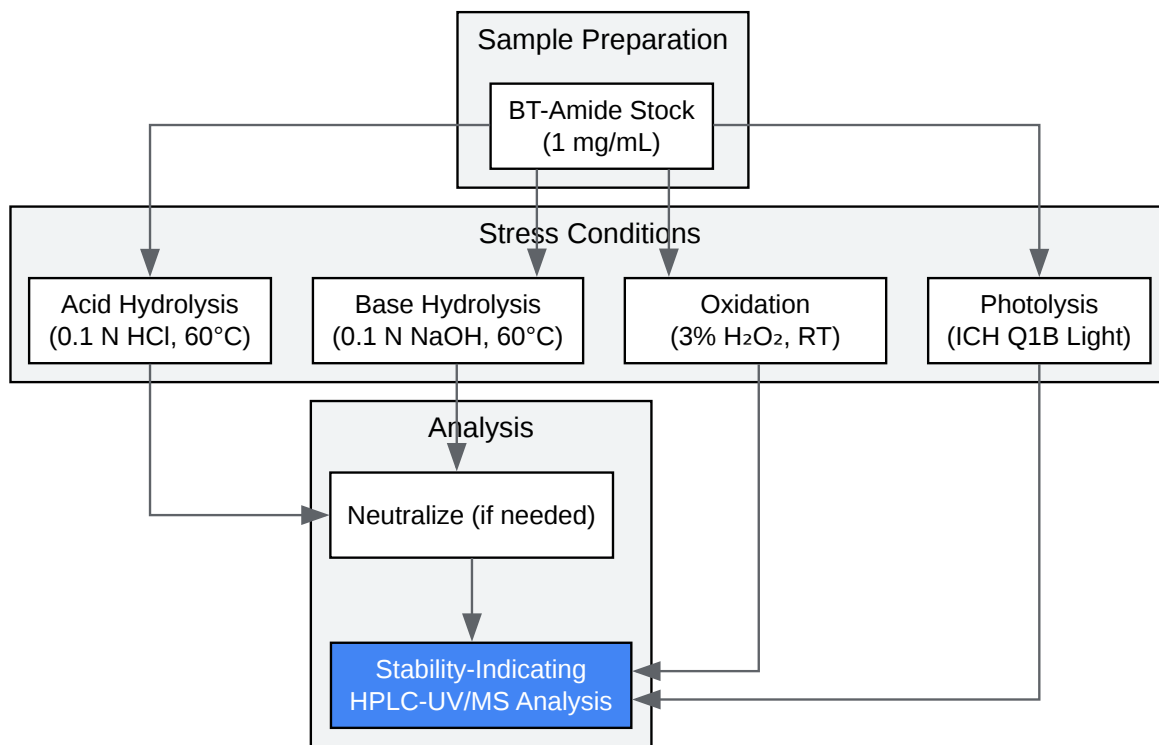 Sample Preparation
BT-Amide Stock
(1 mg/mL)
Stress Conditions
Acid Hydrolysis
(0.1 N HCl, 60°C)
Base Hydrolysis
(0.1 N NaOH, 60°C)
Oxidation
(3% H₂O₂, RT)
Photolysis
(ICH Q1B Light)
Analysis
Neutralize (if needed)
Stability-Indicating
HPLC-UV/MS Analysis